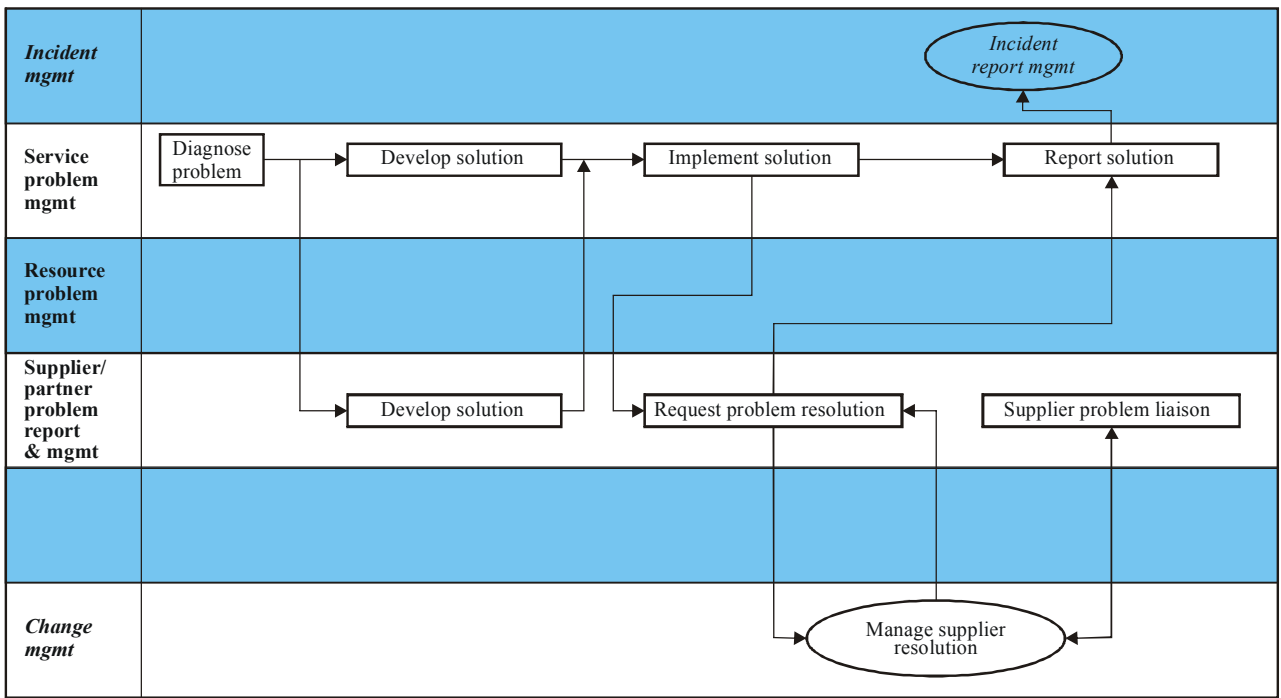 Incident
mgmt
Incident
report mgmt
Service
problem
mgmt
Diagnose
problem
Develop solution
Implement solution
Report solution
Resource
problem
mgmt
Supplier/
partner
problem
report
& mgmt
Develop solution
Request problem resolution
Supplier problem liaison
Change
mgmt
Manage supplier
resolution